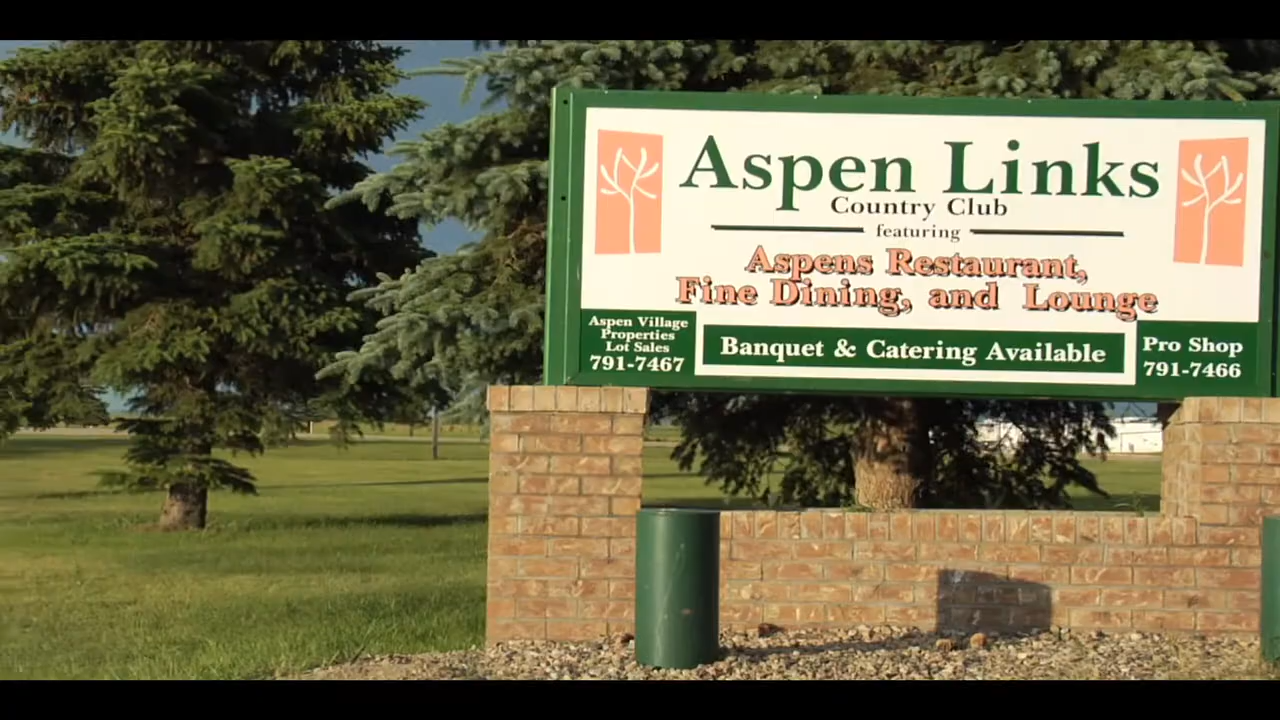 Aspen Links
Country Club
featuring
Aspens Restaurant,
Fine Dining, and Lounge
Aspen Village
Properties
Lot Sales
791-7467
Banquet & Catering Available
Pro Shop
791-7466